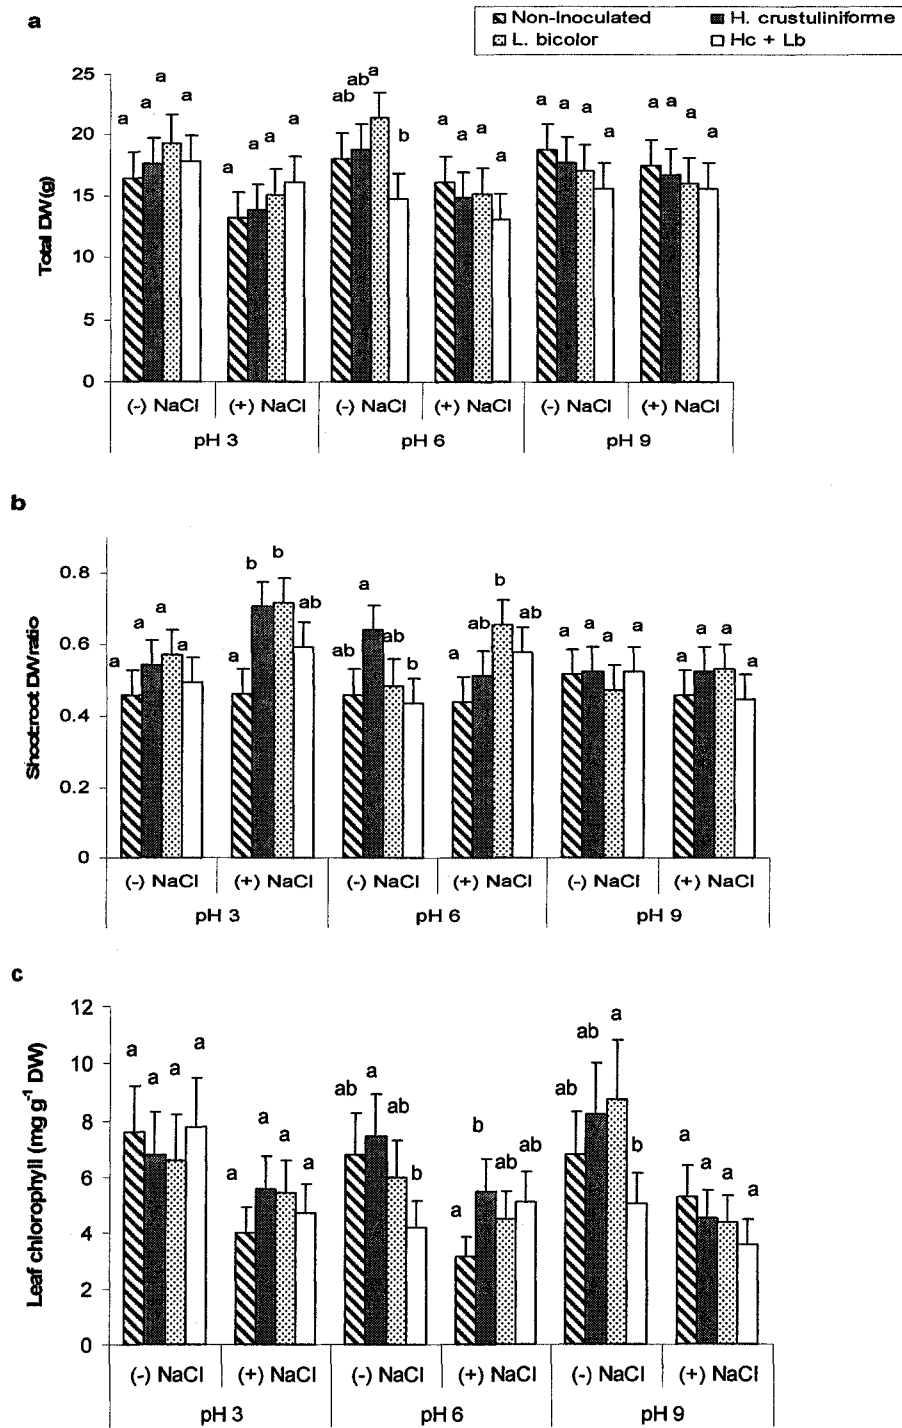 a
Non-Inoculated H. crustuliniforme
L. bicolor Hc + Lb
Total DW(g)
25
20
15
10
5
0
a a a a a a a a ab ab a b a a a a a a a a a a a a
(-) NaCl (+) NaCl (-) NaCl (+) NaCl (-) NaCl (+) NaCl
pH 3 pH 6 pH 9
b
Shoot:root DW ratio
0.8
0.6
0.4
0.2
0
a a a a a b b ab ab a ab b a ab b ab a a a a a a a a
(-) NaCl (+) NaCl (-) NaCl (+) NaCl (-) NaCl (+) NaCl
pH 3 pH 6 pH 9
c
Leaf chlorophyll (mg g⁻¹ DW)
12
10
8
6
4
2
0
a a a a a a a a ab a ab b a b ab ab ab ab a b a a a a
(-) NaCl (+) NaCl (-) NaCl (+) NaCl (-) NaCl (+) NaCl
pH 3 pH 6 pH 9